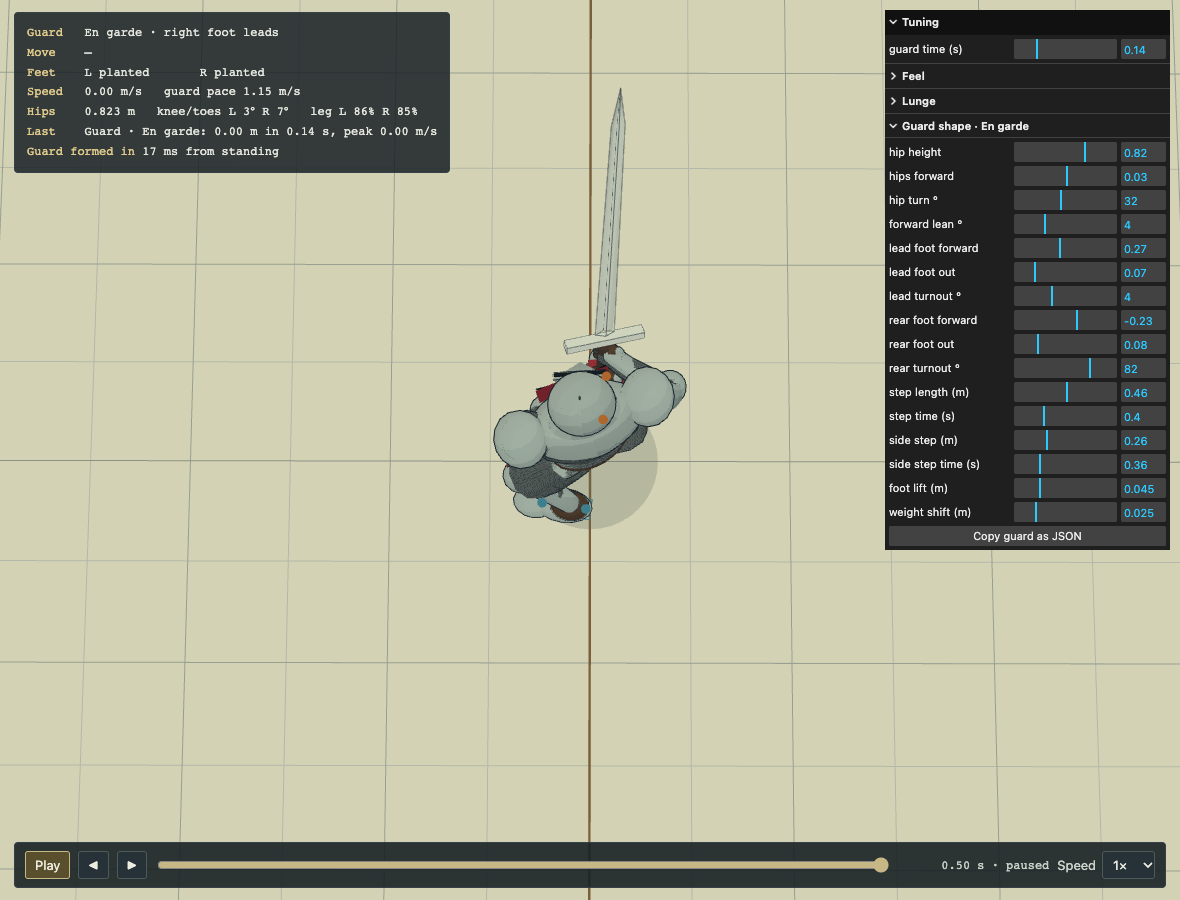 Guard En garde · right foot leads
Move —
Feet L planted R planted
Speed 0.00 m/s guard pace 1.15 m/s
Hips 0.823 m knee/toes L 3° R 7° leg L 86% R 85%
Last Guard · En garde: 0.00 m in 0.14 s, peak 0.00 m/s
Guard formed in 17 ms from standing
Tuning
guard time (s) 0.14
Feel
Lunge
Guard shape · En garde
hip height 0.82
hips forward 0.03
hip turn ° 32
forward lean ° 4
lead foot forward 0.27
lead foot out 0.07
lead turnout ° 4
rear foot forward -0.23
rear foot out 0.08
rear turnout ° 82
step length (m) 0.46
step time (s) 0.4
side step (m) 0.26
side step time (s) 0.36
foot lift (m) 0.045
weight shift (m) 0.025
Copy guard as JSON
Play 0.50 s · paused Speed 1×